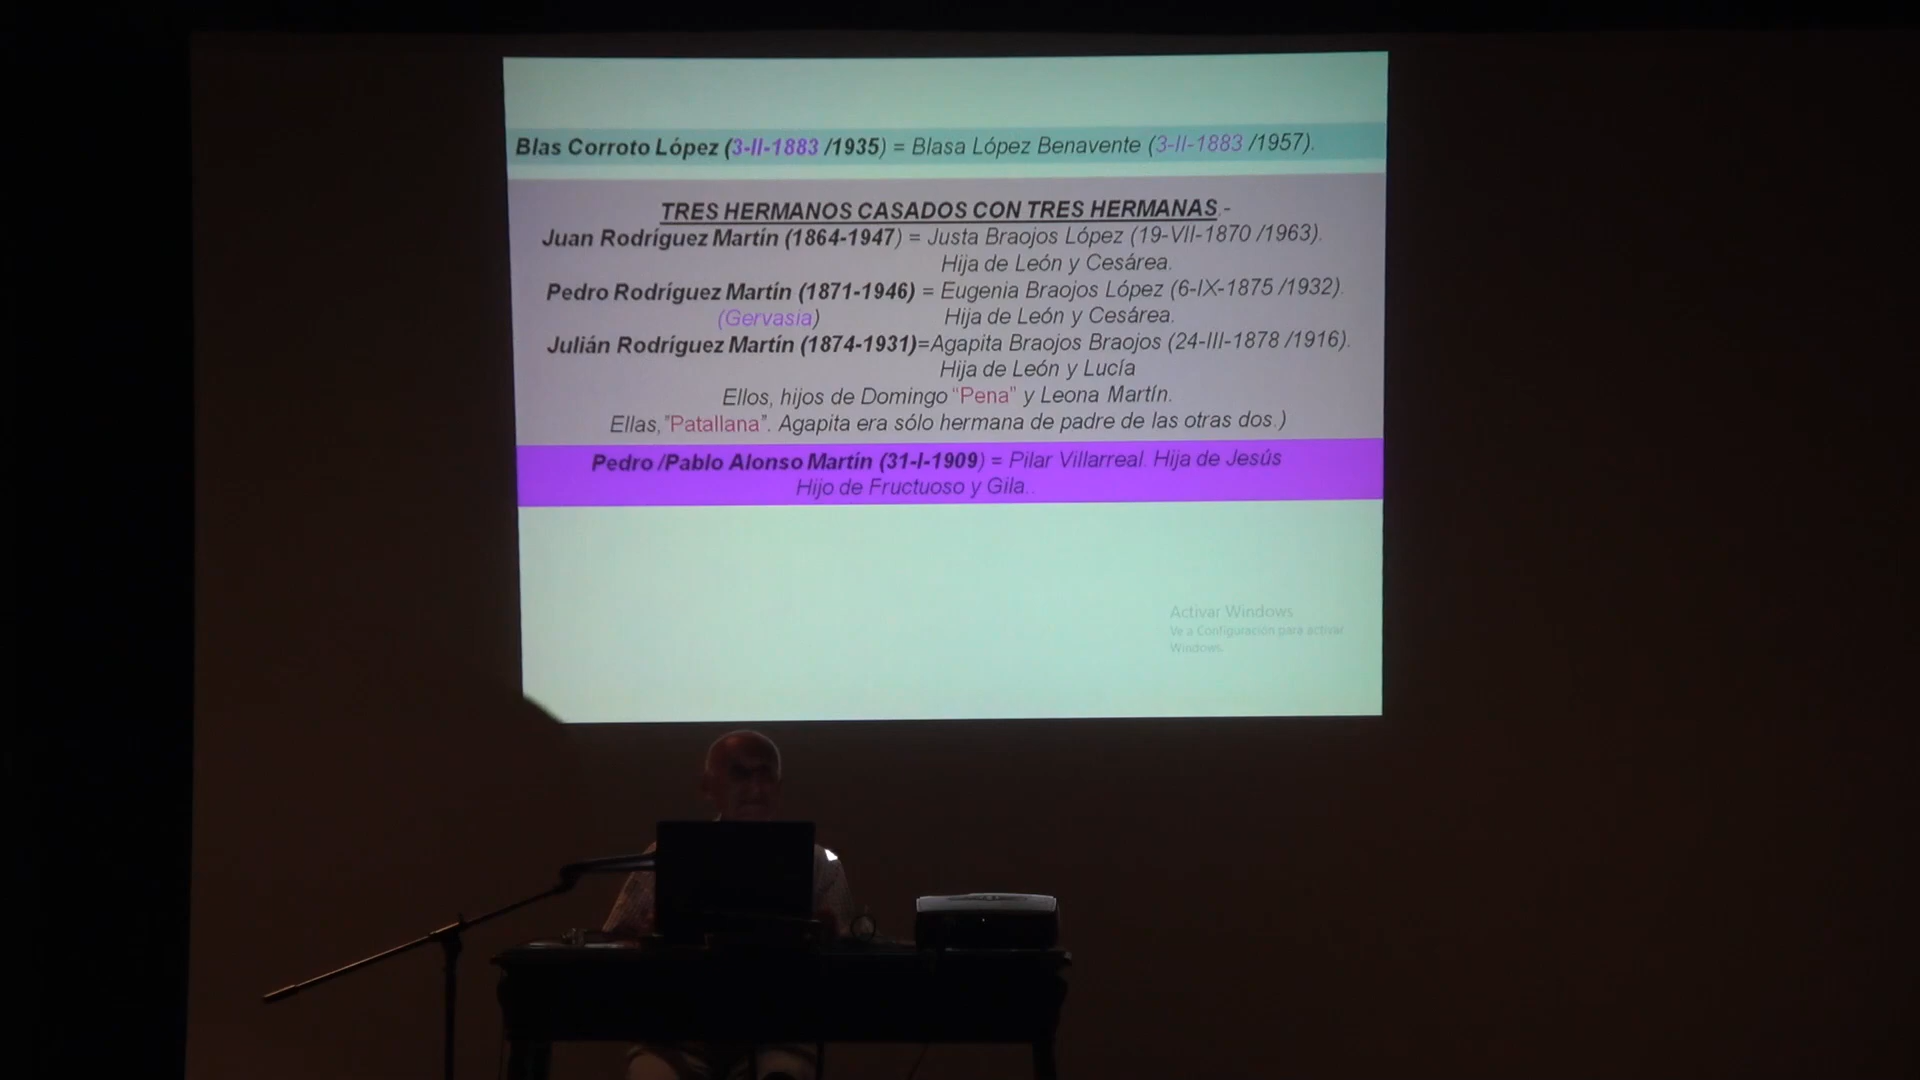 Blas Corroto López (3-II-1883 /1935) = Blasa López Benavente (3-II-1883 /1957).
TRES HERMANOS CASADOS CON TRES HERMANAS.-
Juan Rodríguez Martín (1864-1947) = Justa Braojos López (19-VII-1870 /1963).
Hija de León y Cesárea.
Pedro Rodríguez Martín (1871-1946) = Eugenia Braojos López (6-IX-1875 /1932).
(Gervasia) Hija de León y Cesárea.
Julián Rodríguez Martín (1874-1931)=Agapita Braojos Braojos (24-III-1878 /1916).
Hija de León y Lucía
Ellos, hijos de Domingo “Pena” y Leona Martín.
Ellas,”Patallana”. Agapita era sólo hermana de padre de las otras dos.)
Pedro /Pablo Alonso Martín (31-I-1909) = Pilar Villarreal. Hija de Jesús
Hijo de Fructuoso y Gila..
Activar Windows
Ve a Configuración para activar
Windows.